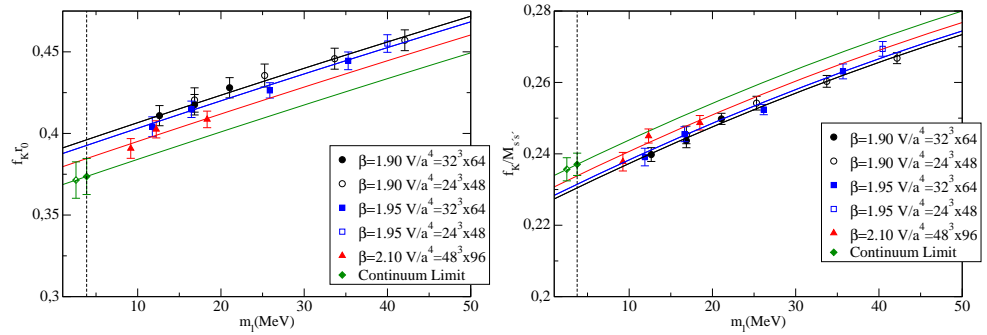 f_K r_0
0,45
0,4
0,35
0,3
10
20
30
40
50
m_l(MeV)
β=1.90 V/a^4=32^3x64
β=1.90 V/a^4=24^3x48
β=1.95 V/a^4=32^3x64
β=1.95 V/a^4=24^3x48
β=2.10 V/a^4=48^3x96
Continuum Limit
f_K/M_s's'
0,28
0,26
0,24
0,22
0,2
0
10
20
30
40
50
m_l(MeV)
β=1.90 V/a^4=32^3x64
β=1.90 V/a^4=24^3x48
β=1.95 V/a^4=32^3x64
β=1.95 V/a^4=24^3x48
β=2.10 V/a^4=48^3x96
Continuum Limit